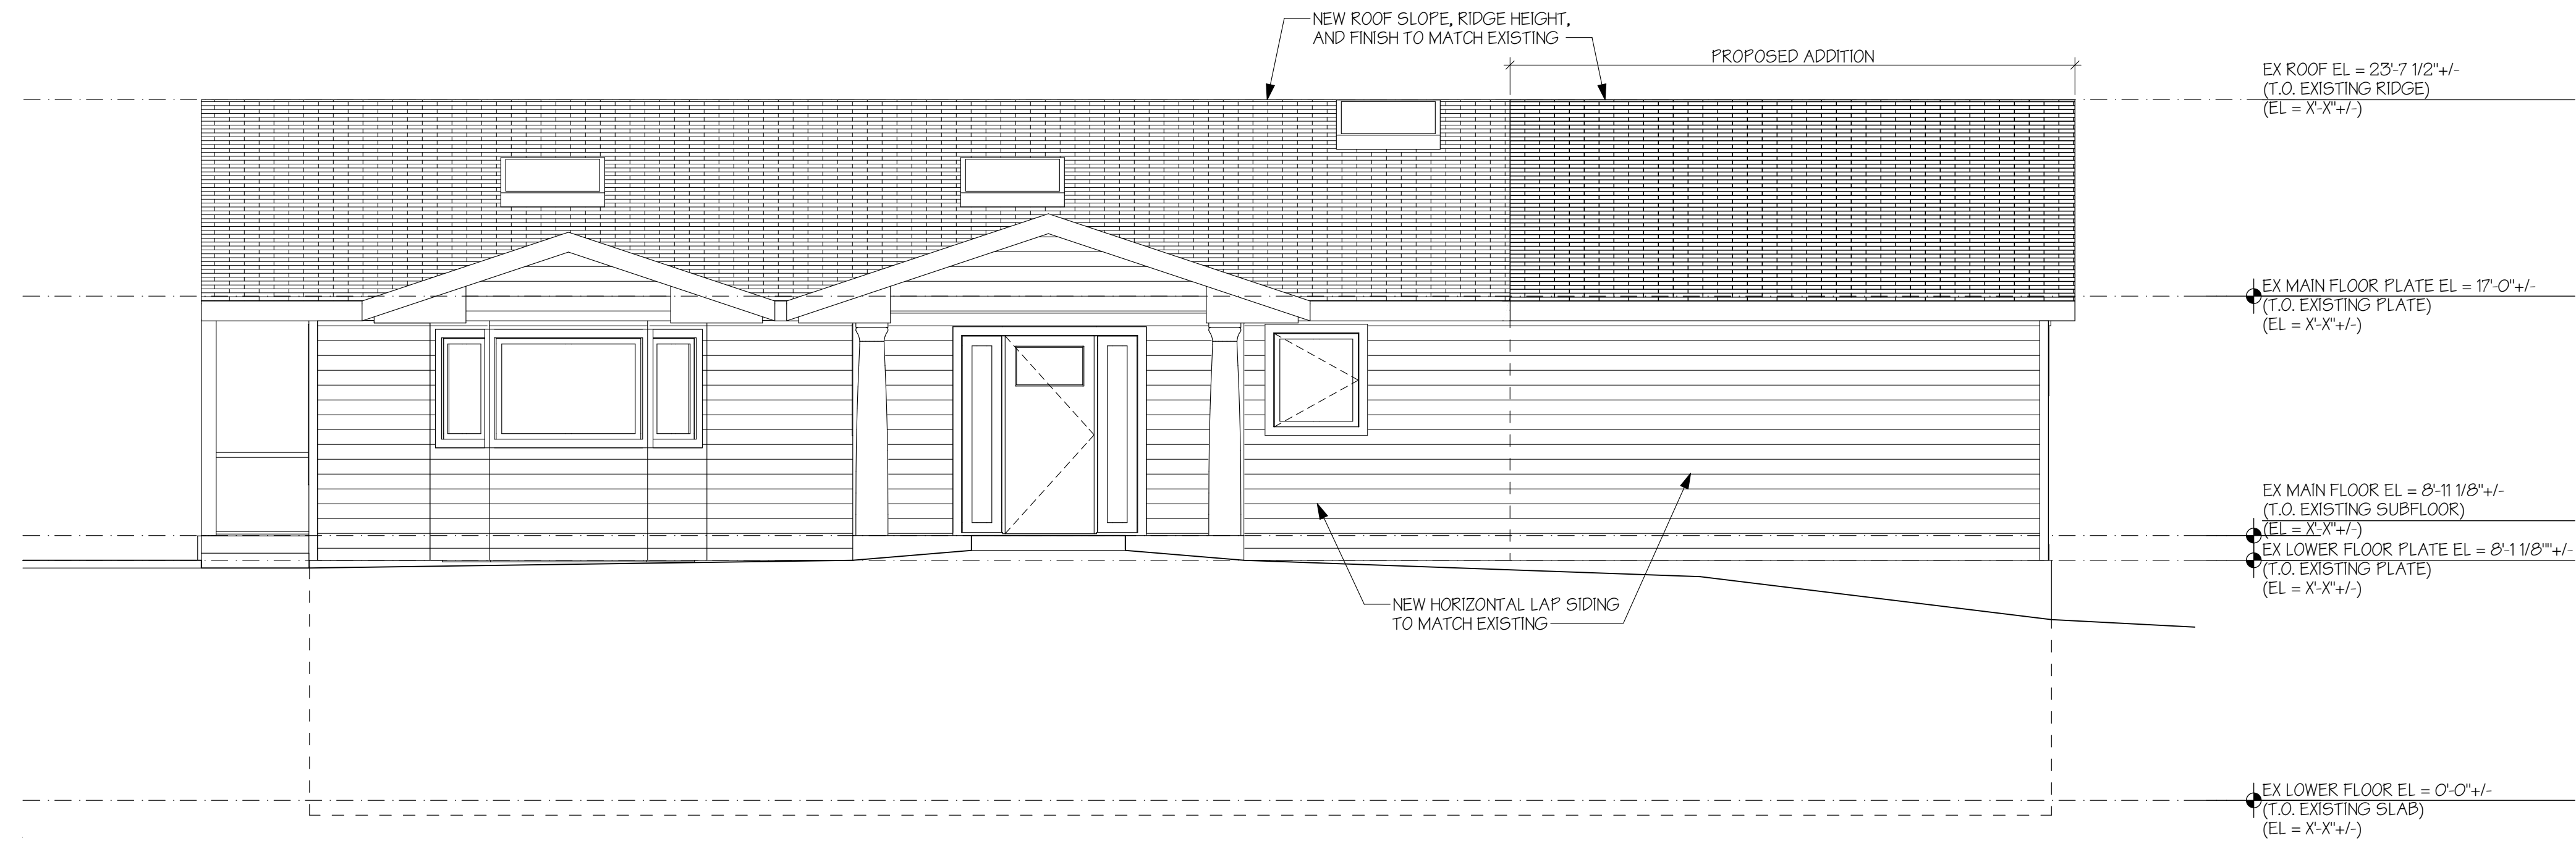 NEW ROOF SLOPE, RIDGE HEIGHT,
AND FINISH TO MATCH EXISTING
PROPOSED ADDITION
EX ROOF EL = 23'-7 1/2"+/-
(T.O. EXISTING RIDGE)
(EL = X'-X"+/-)
EX MAIN FLOOR PLATE EL = 17'-0"+/-
(T.O. EXISTING PLATE)
(EL = X'-X"+/-)
EX MAIN FLOOR EL = 8'-11 1/8"+/-
(T.O. EXISTING SUBFLOOR)
(EL = X'-X"+/-)
EX LOWER FLOOR PLATE EL = 8'-1 1/8""+/-
(T.O. EXISTING PLATE)
(EL = X'-X"+/-)
NEW HORIZONTAL LAP SIDING
TO MATCH EXISTING
EX LOWER FLOOR EL = 0'-0"+/-
(T.O. EXISTING SLAB)
(EL = X'-X"+/-)